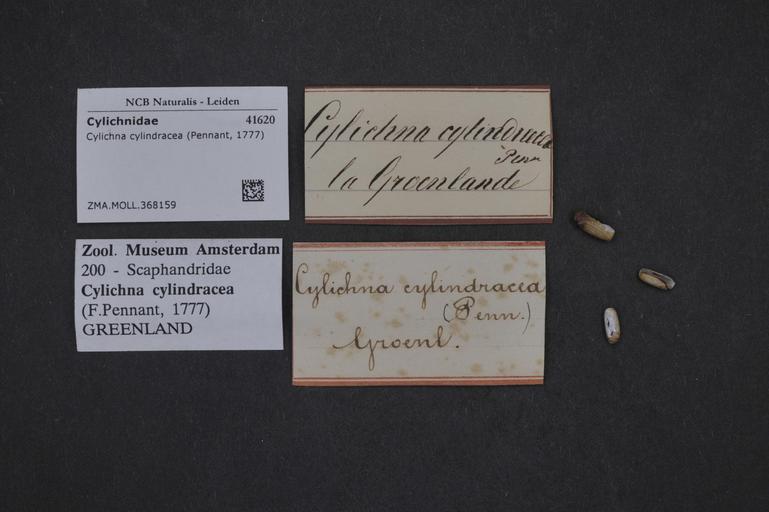 NCB Naturalis - Leiden
Cylichnidae 41620
Cylichna cylindracea (Pennant, 1777)
ZMA.MOLL.368159
Cylichna cylindracea
Penn
la Groenlande
Zool. Museum Amsterdam
200 - Scaphandridae
Cylichna cylindracea
(F.Pennant, 1777)
GREENLAND
Cylichna cylindracea
(Penn.)
Groenl.